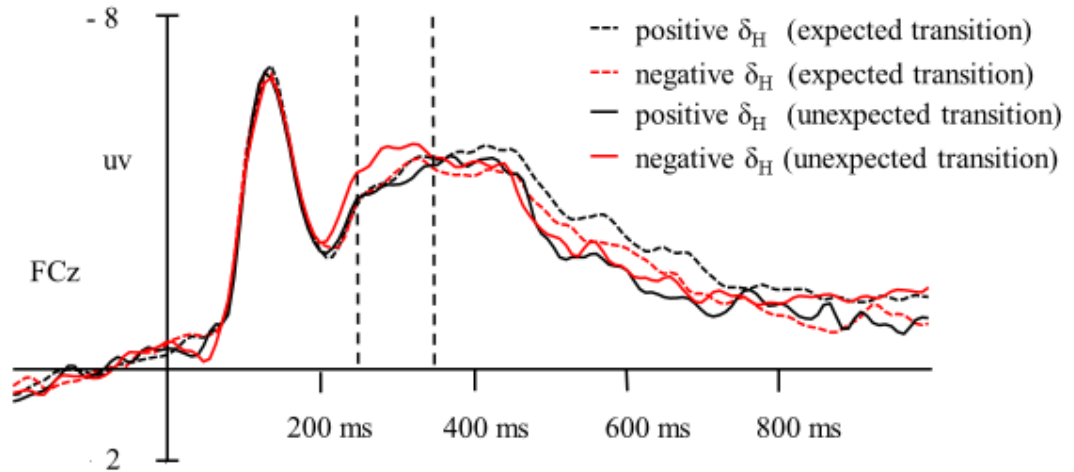 - 8
positive δH (expected transition)
negative δH (expected transition)
positive δH (unexpected transition)
negative δH (unexpected transition)
uv
FCz
200 ms 400 ms 600 ms 800 ms
2